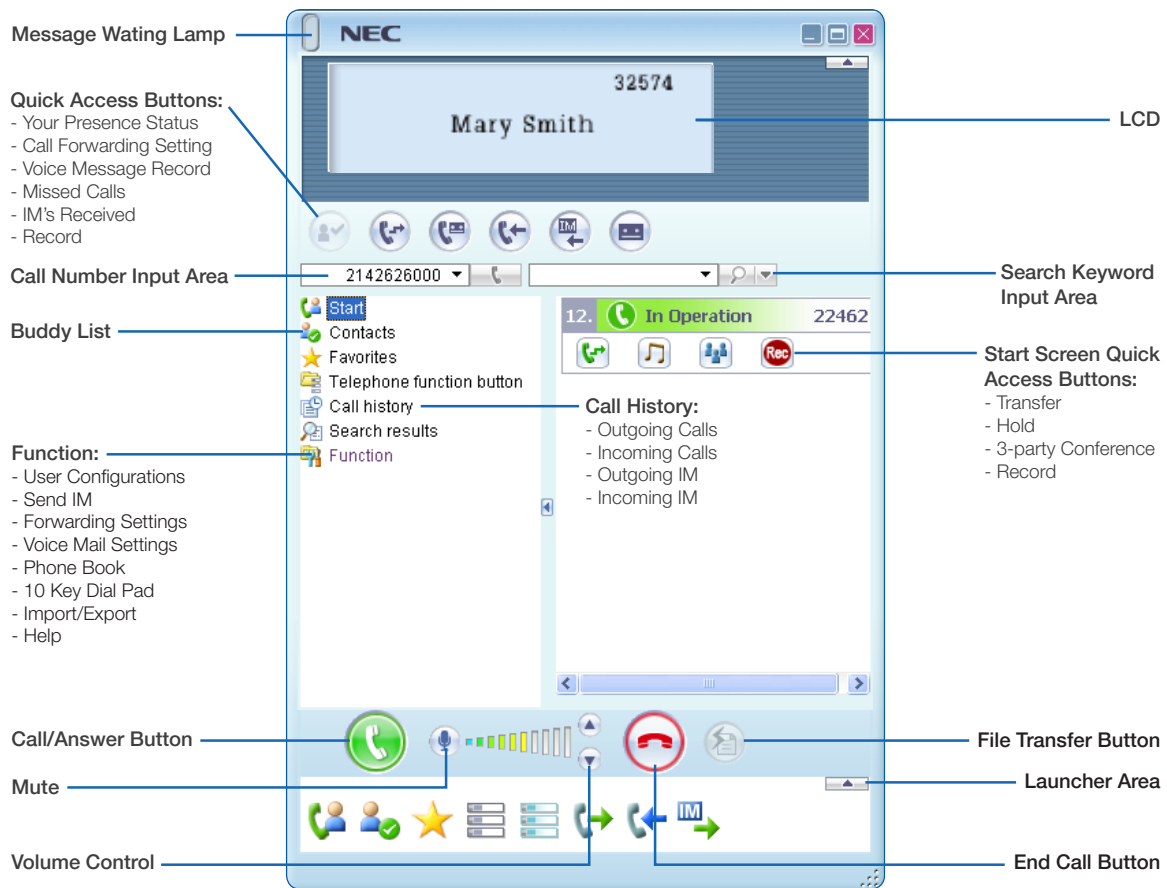 Message Wating Lamp
NEC
32574
Mary Smith
LCD
Quick Access Buttons:
- Your Presence Status
- Call Forwarding Setting
- Voice Message Record
- Missed Calls
- IM's Received
- Record
IM
Call Number Input Area
2142626000
Search Keyword
Input Area
Buddy List
Start
Contacts
Favorites
Telephone function button
Call history
Search results
Function
12. In Operation 22462
Rec
Start Screen Quick
Access Buttons:
- Transfer
- Hold
- 3-party Conference
- Record
Call History:
- Outgoing Calls
- Incoming Calls
- Outgoing IM
- Incoming IM
Function:
- User Configurations
- Send IM
- Forwarding Settings
- Voice Mail Settings
- Phone Book
- 10 Key Dial Pad
- Import/Export
- Help
Call/Answer Button
File Transfer Button
Mute
Launcher Area
IM
Volume Control
End Call Button